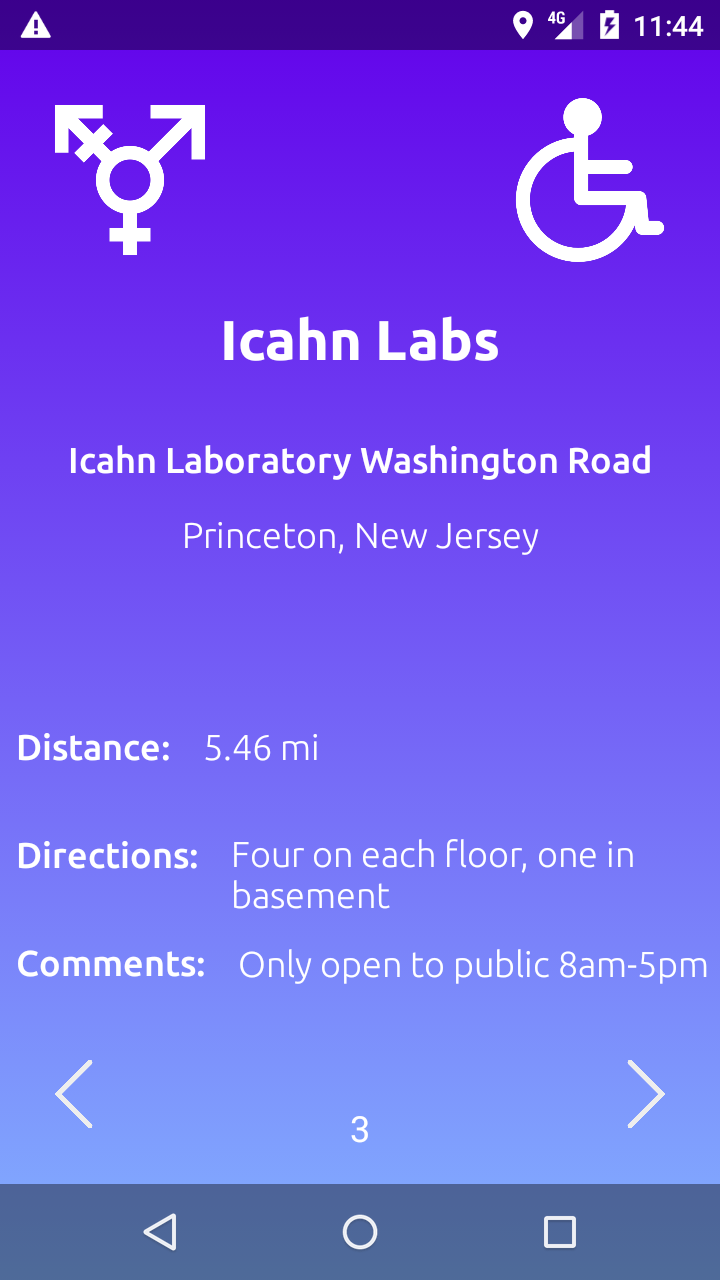 4G 11:44
Icahn Labs
Icahn Laboratory Washington Road
Princeton, New Jersey
Distance: 5.46 mi
Directions: Four on each floor, one in
basement
Comments: Only open to public 8am-5pm
3